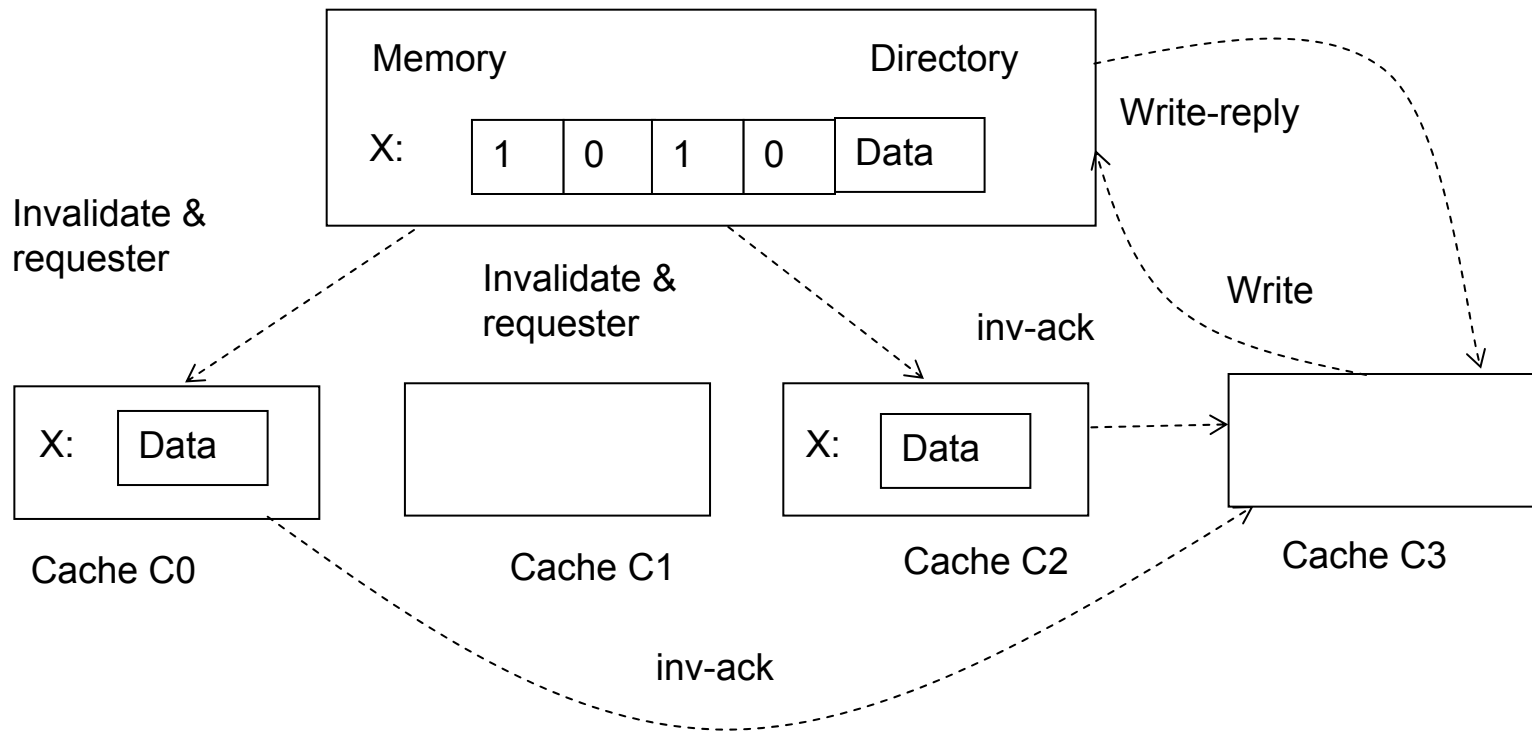 Memory Directory
Write-reply
X: 1 0 1 0 Data
Invalidate &
requester
Invalidate &
requester
Write
inv-ack
X: Data
X: Data
Cache C0
Cache C1
Cache C2
Cache C3
inv-ack